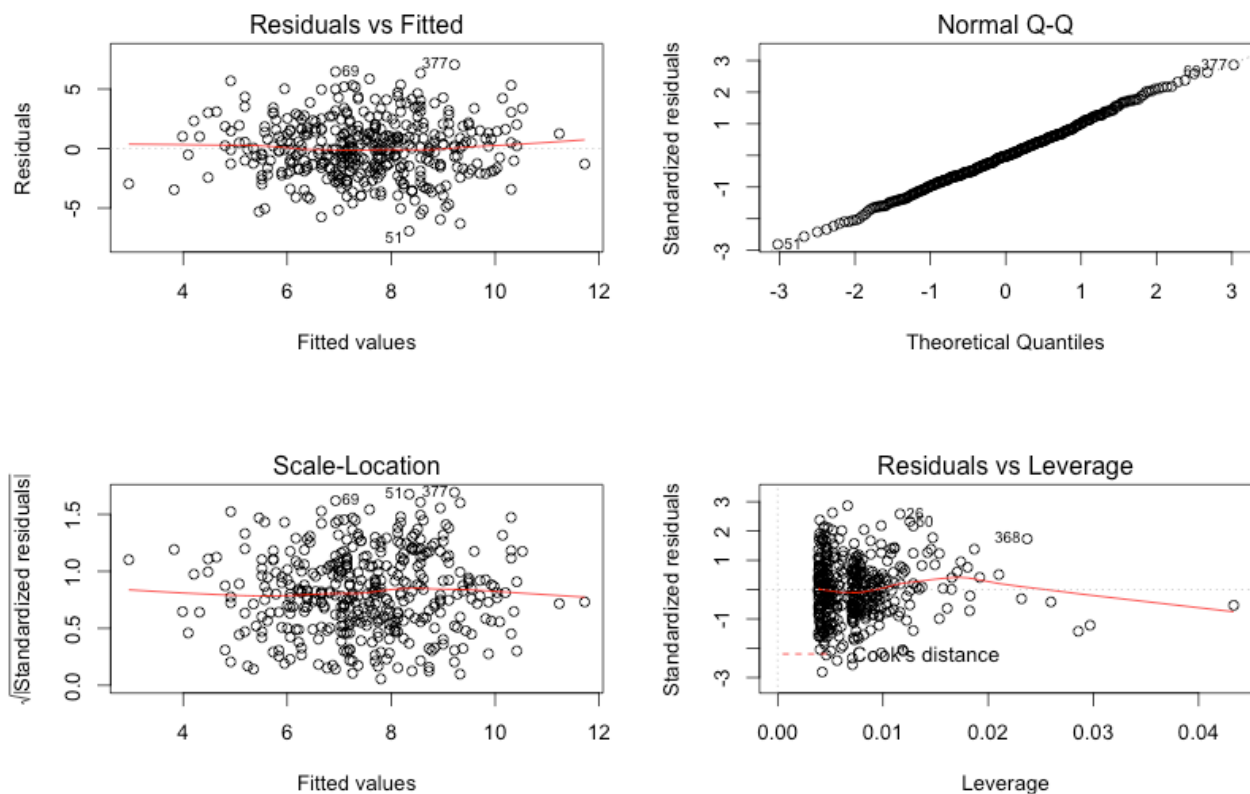 Residuals vs Fitted
Residuals
5
0
-5
69
377
51
4 6 8 10 12
Fitted values
Normal Q-Q
Standardized residuals
3
1
-1
-3
69 377
51
-3 -2 -1 0 1 2 3
Theoretical Quantiles
Scale-Location
√|Standardized residuals|
1.5
1.0
0.5
0.0
69
51
377
4 6 8 10 12
Fitted values
Residuals vs Leverage
Standardized residuals
3
1
-1
-3
368
Cook's distance
0.00 0.01 0.02 0.03 0.04
Leverage